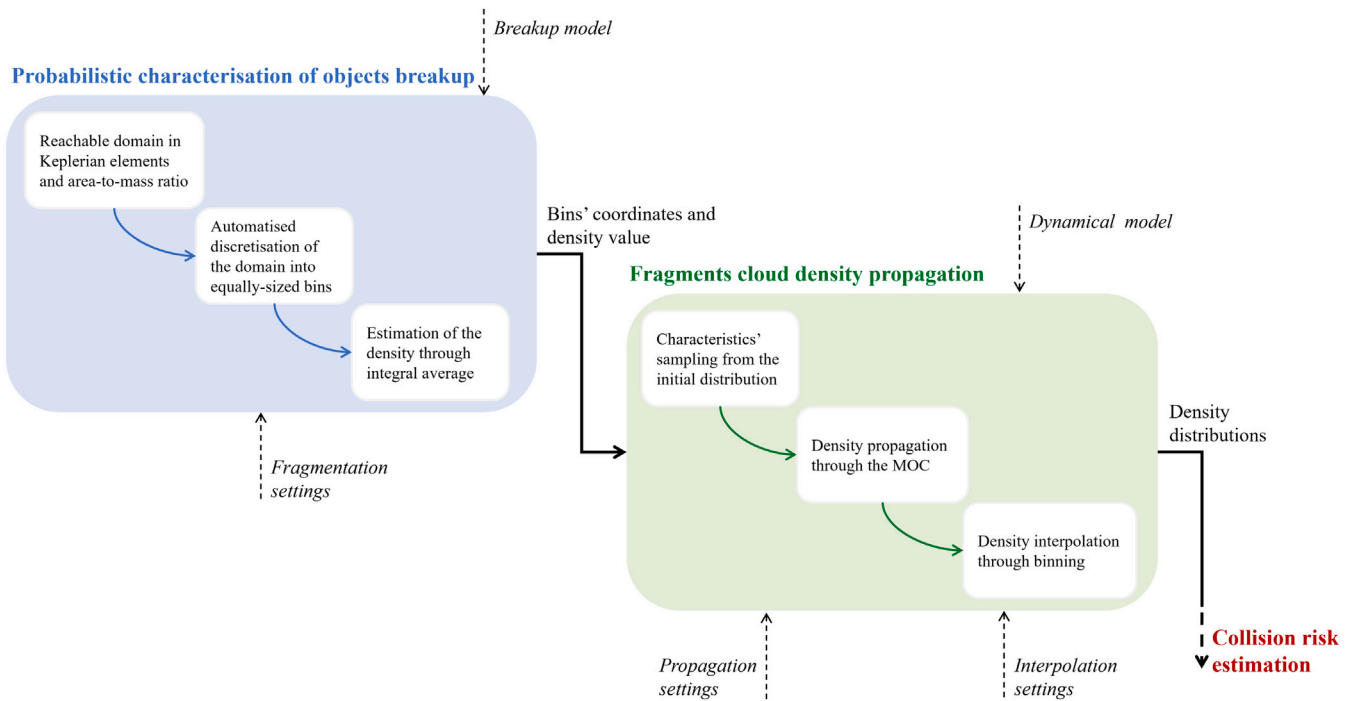 Breakup model
Probabilistic characterisation of objects breakup
Reachable domain in
Keplerian elements
and area-to-mass ratio
Automatised
discretisation of
the domain into
equally-sized bins
Estimation of the
density through
integral average
Fragmentation
settings
Bins’ coordinates and
density value
Dynamical model
Fragments cloud density propagation
Characteristics’
sampling from the
initial distribution
Density propagation
through the MOC
Density interpolation
through binning
Propagation
settings
Interpolation
settings
Density
distributions
Collision risk
estimation